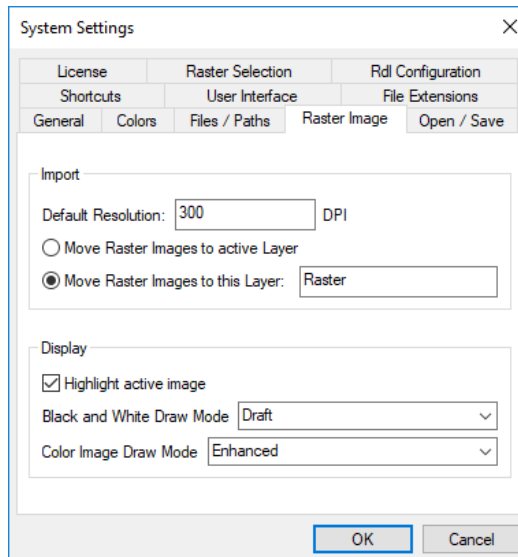 System Settings
License Raster Selection Rdl Configuration
Shortcuts User Interface File Extensions
General Colors Files / Paths Raster Image Open / Save
Import
Default Resolution: 300 DPI
Move Raster Images to active Layer
Move Raster Images to this Layer: Raster
Display
Highlight active image
Black and White Draw Mode Draft
Color Image Draw Mode Enhanced
OK Cancel